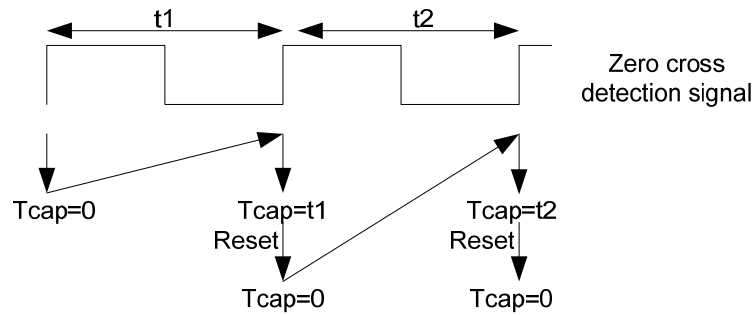 t1
t2
Zero cross
detection signal
Tcap=0
Tcap=t1
Tcap=t2
Reset
Reset
Tcap=0
Tcap=0